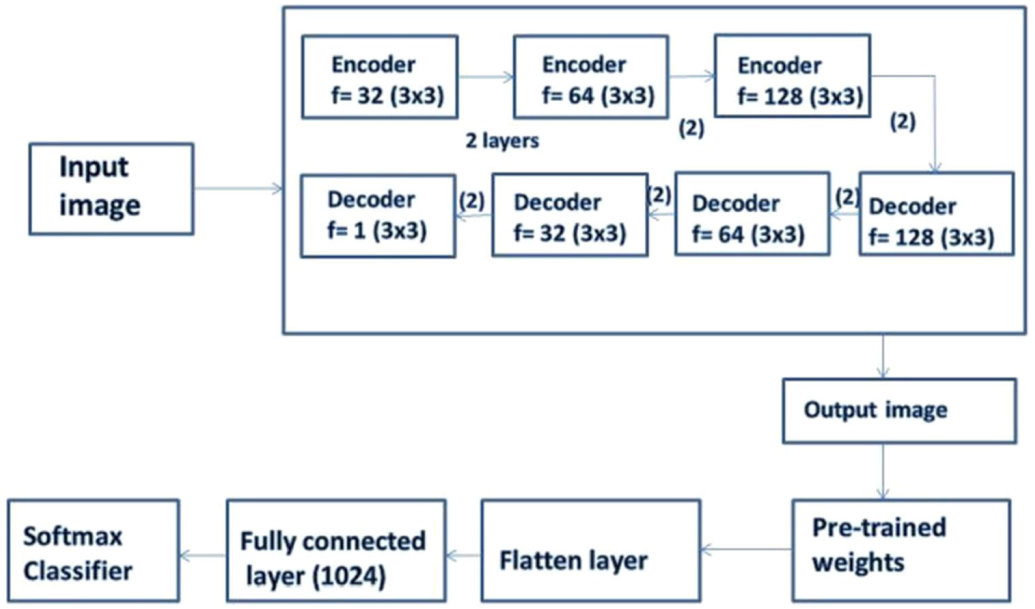 Encoder
f= 32 (3x3)
Encoder
f= 64 (3x3)
Encoder
f= 128 (3x3)
2 layers
(2)
(2)
Input
image
Decoder
f= 1 (3x3)
(2)
Decoder
f= 32 (3x3)
(2)
Decoder
f= 64 (3x3)
(2)
Decoder
f= 128 (3x3)
Output image
Softmax
Classifier
Fully connected
layer (1024)
Flatten layer
Pre-trained
weights